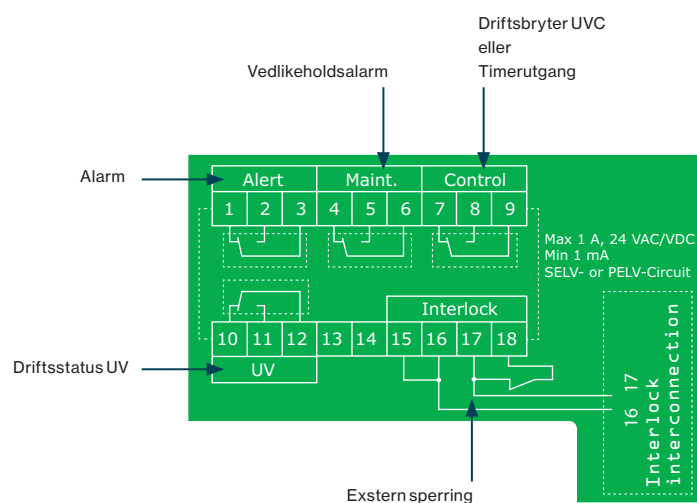 Driftsbryter UVC
eller
Timerutgang
Vedlikeholdsalarm
Alarm
Alert Maint. Control
1 2 3 4 5 6 7 8 9
Max 1 A, 24 VAC/VDC
Min 1 mA
SELV- or PELV-Circuit
Interlock
10 11 12 13 14 15 16 17 18
Driftsstatus UV
UV
16 17
Interlock
interconnection
Exstern sperring